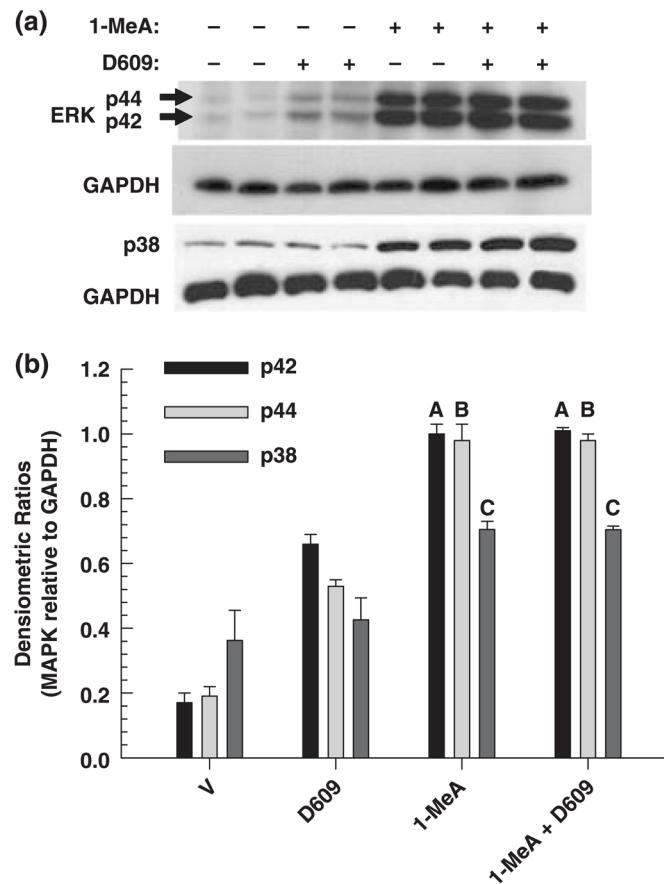 (a)
1-MeA: – – – – + + + +
D609: – – + + – – + +
ERK
p44
p42
GAPDH
p38
GAPDH
(b)
p42
p44
p38
Densiometric Ratios
(MAPK relative to GAPDH)
1.2
1.0
0.8
0.6
0.4
0.2
0.0
A B
C
A B
C
V
D609
1-MeA
1-MeA + D609